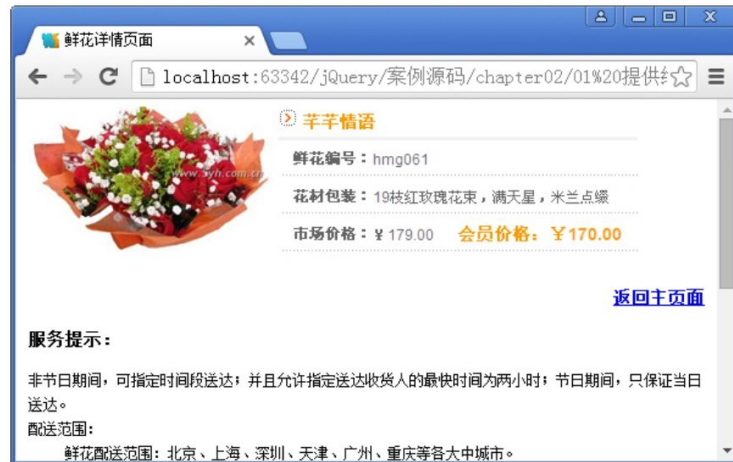 鲜花详情页面
localhost:63342/jQuery/案例源码/chapter02/01%20提供
芊芊情语
www.syh.com.cn
鲜花编号：hmg061
花材包装：19枝红玫瑰花束，满天星，米兰点缀
市场价格：¥ 179.00 会员价格：￥170.00
返回主页面
服务提示：
非节日期间，可指定时间段送达；并且允许指定送达收货人的最快时间为两小时；节日期间，只保证当日
送达。
配送范围：
鲜花配送范围：北京、上海、深圳、天津、广州、重庆等各大中城市。